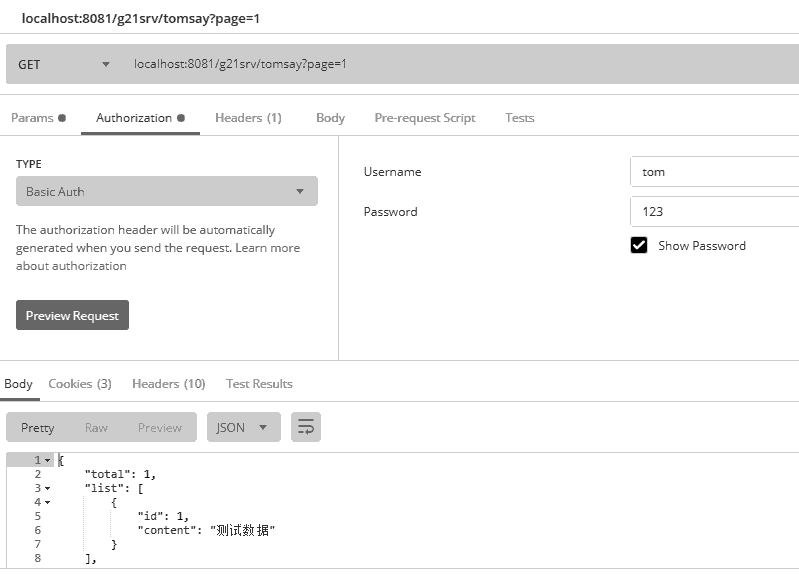 localhost:8081/g21srv/tomsay?page=1
GET localhost:8081/g21srv/tomsay?page=1
Params Authorization Headers (1) Body Pre-request Script Tests
TYPE
Basic Auth
The authorization header will be automatically
generated when you send the request. Learn more
about authorization
Preview Request
Username tom
Password 123
Show Password
Body Cookies (3) Headers (10) Test Results
Pretty Raw Preview JSON
1 {
2 "total": 1,
3 "list": [
4 {
5 "id": 1,
6 "content": "测试数据"
7 }
8 ],